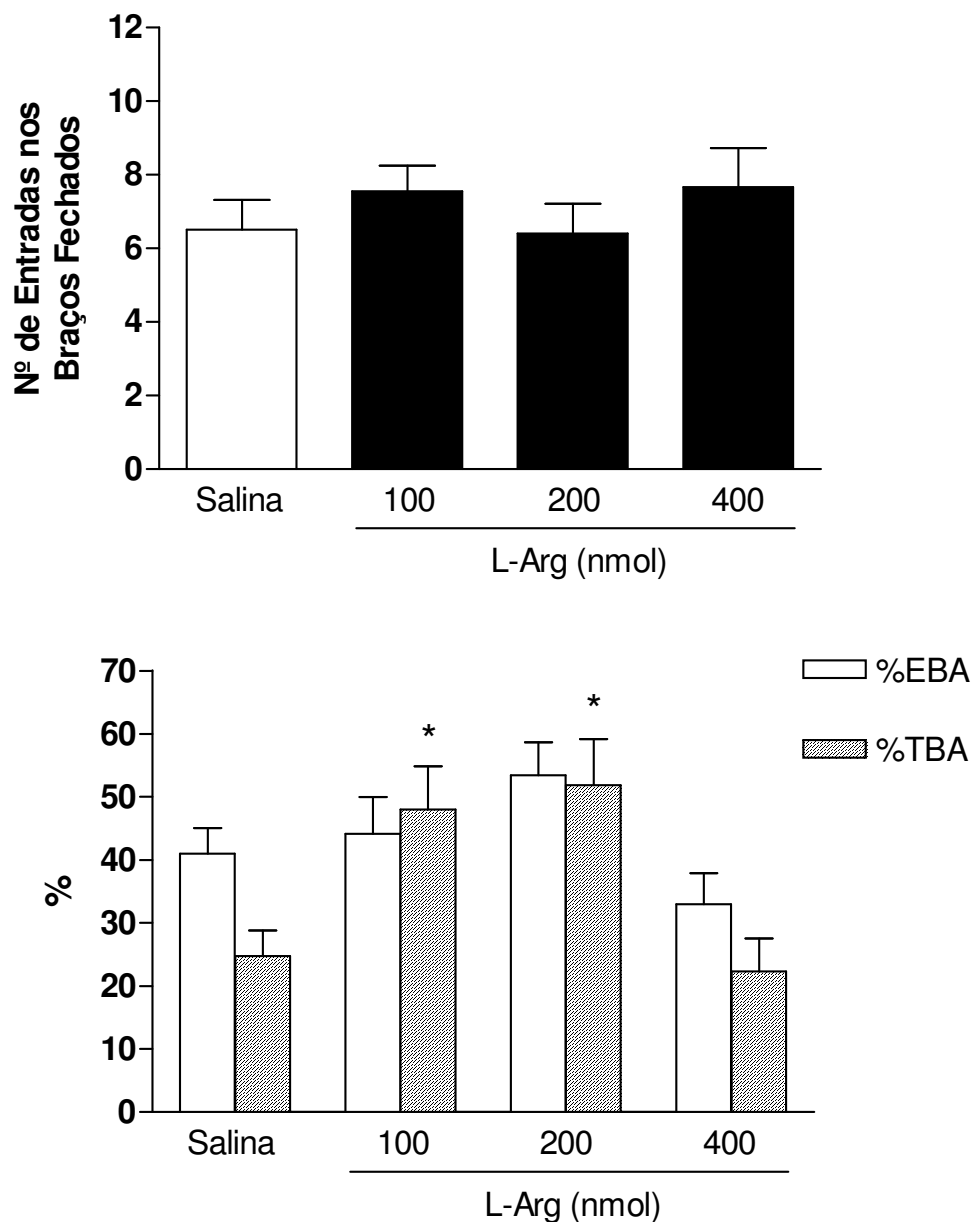 12
10
8
6
4
2
0
Nº de Entradas nos
Braços Fechados
Salina 100 200 400
L-Arg (nmol)
70
60
50
40
30
20
10
0
%
* *
%EBA
%TBA
Salina 100 200 400
L-Arg (nmol)